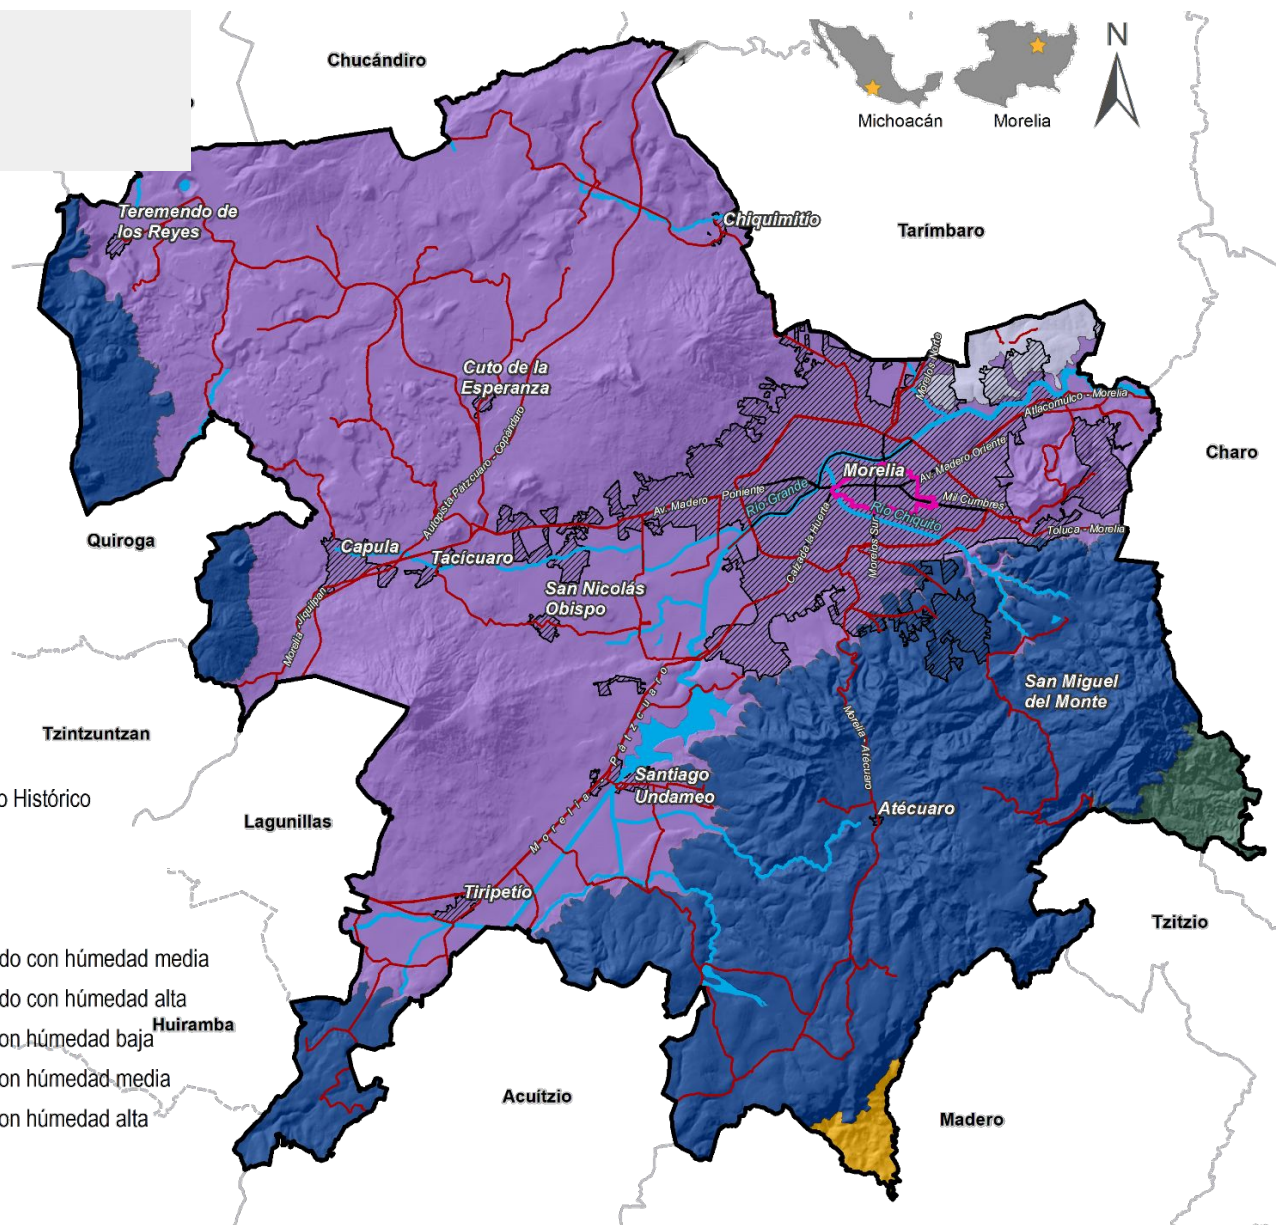 Chucándiro
N
Michoacán
Morelia
Teremendo de
los Reyes
Chiquimitío
Tarímbaro
Morelos Norte
Cuto de la
Esperanza
Atlacomulco - Morelia
Autopista Pátzcuaro - Copándaro
Charo
Morelia
Av. Madero Oriente
Av. Madero Poniente
Río Grande
Mil Cumbres
Río Chiquito
Toluca - Morelia
Quiroga
Capula
Tacícuaro
Calzada la Huerta
Morelos Sur
San Nicolás
Obispo
Morelia - Jiquilpan
San Miguel
del Monte
Tzintzuntzan
Morelia - Pátzcuaro
Morelia - Atécuaro
Santiago
Undameo
o Histórico
Lagunillas
Atécuaro
Tiripetío
Tzitzio
do con húmedad media
do con húmedad alta
Huiramba
on húmedad baja
on húmedad media
Acuítzio
on húmedad alta
Madero